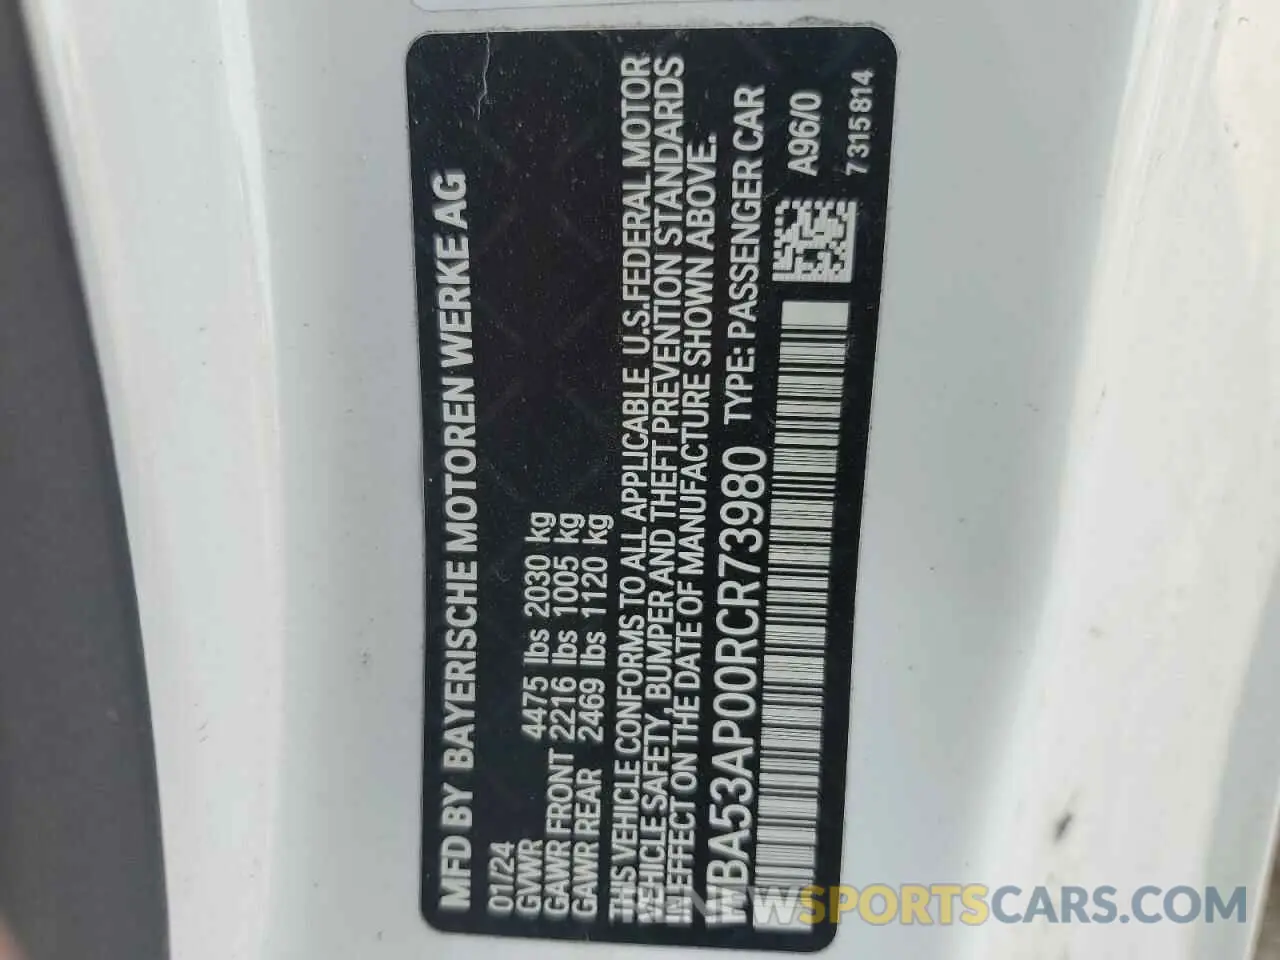 MFD BY BAYERISCHE MOTOREN WERKE AG
01/24
GVWR 4475 lbs 2030 kg
GAWR FRONT 2216 lbs 1005 kg
GAWR REAR 2469 lbs 1120 kg
THIS VEHICLE CONFORMS TO ALL APPLICABLE U.S.FEDERAL MOTOR
VEHICLE SAFETY, BUMPER AND THEFT PREVENTION STANDARDS
IN EFFECT ON THE DATE OF MANUFACTURE SHOWN ABOVE.
TYPE: PASSENGER CAR
A96/0
7315814
RENEWSPORTSCARS.COM